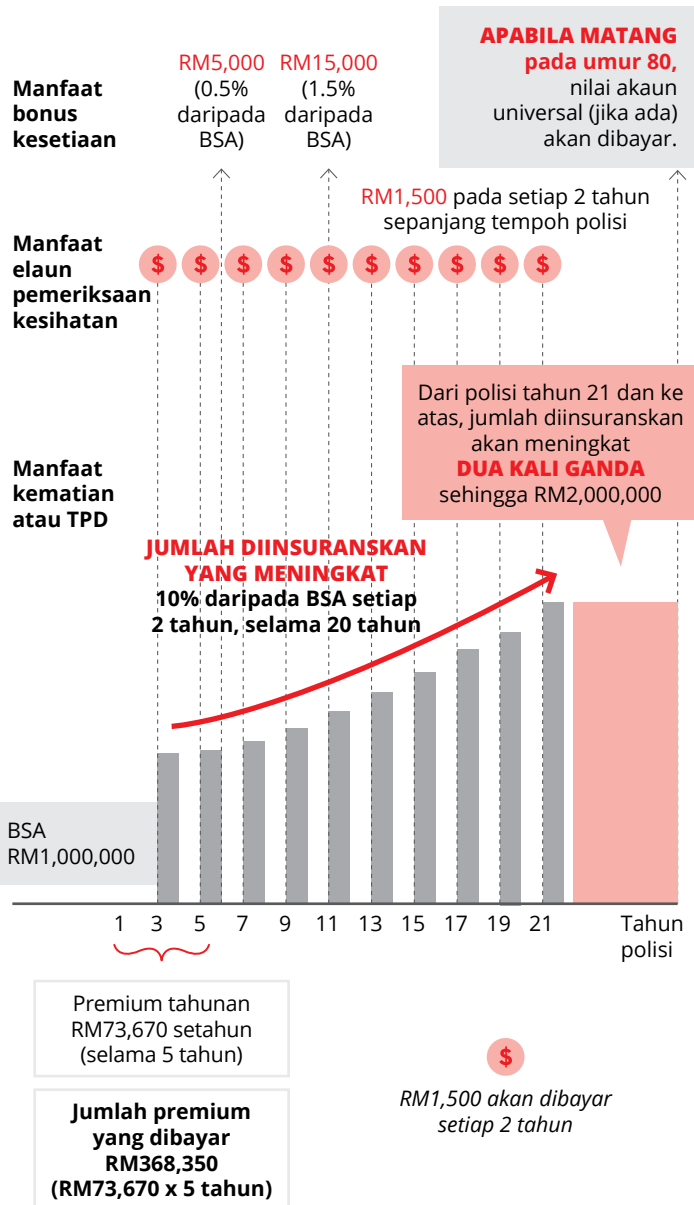 Manfaat
bonus
kesetiaan
RM5,000
(0.5%
daripada
BSA)
RM15,000
(1.5%
daripada
BSA)
APABILA MATANG
pada umur 80,
nilai akaun
universal (jika ada)
akan dibayar.
RM1,500 pada setiap 2 tahun
sepanjang tempoh polisi
Manfaat
elaun
pemeriksaan
kesihatan
$ $ $ $ $ $ $ $ $ $
Dari polisi tahun 21 dan ke
atas, jumlah diinsuranskan
akan meningkat
DUA KALI GANDA
sehingga RM2,000,000
Manfaat
kematian
atau TPD
JUMLAH DIINSURANSKAN
YANG MENINGKAT
10% daripada BSA setiap
2 tahun, selama 20 tahun
BSA
RM1,000,000
1 3 5 7 9 11 13 15 17 19 21
Tahun
polisi
Premium tahunan
RM73,670 setahun
(selama 5 tahun)
Jumlah premium
yang dibayar
RM368,350
(RM73,670 x 5 tahun)
$
RM1,500 akan dibayar
setiap 2 tahun